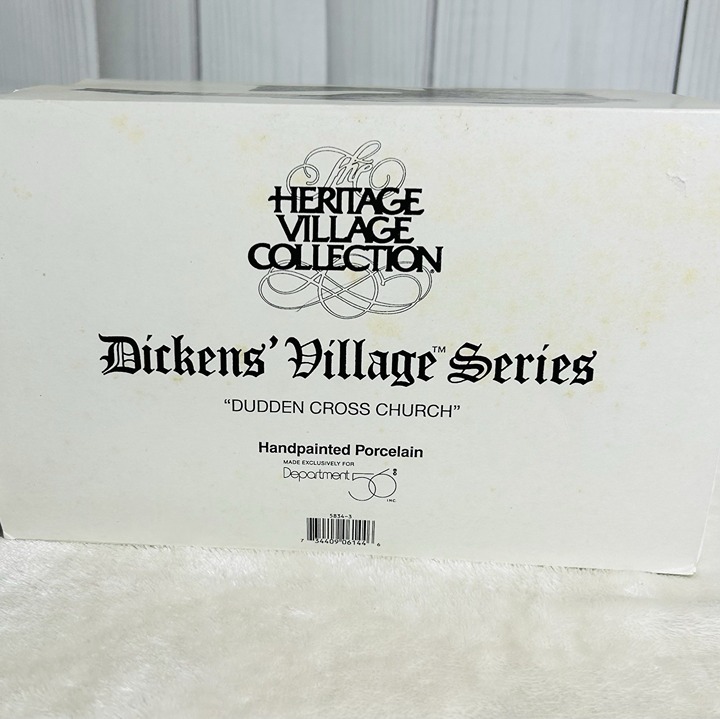 The
HERITAGE
VILLAGE
COLLECTION
Dickens' Village™ Series
“DUDDEN CROSS CHURCH”
Handpainted Porcelain
MADE EXCLUSIVELY FOR
Department 56®
INC.
5834-3
7 34409 06144 6